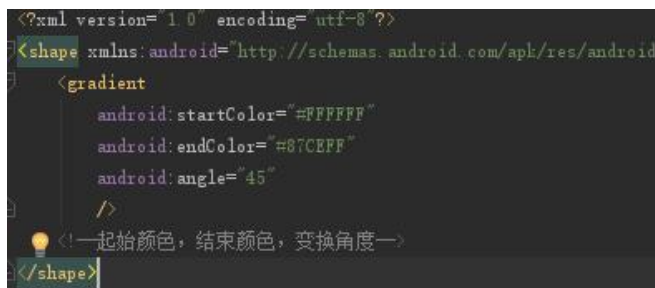 <?xml version="1.0" encoding="utf-8"?>
<shape xmlns:android="http://schemas.android.com/apk/res/android
<gradient
android:startColor="#FFFFFF"
android:endColor="#87CEFF"
android:angle="45"
/>
<!--起始颜色，结束颜色，变换角度-->
</shape>